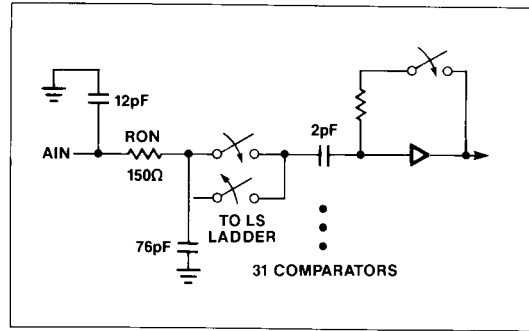 12pF
RON
AIN
150Ω
2pF
TO LS
LADDER
76pF
31 COMPARATORS